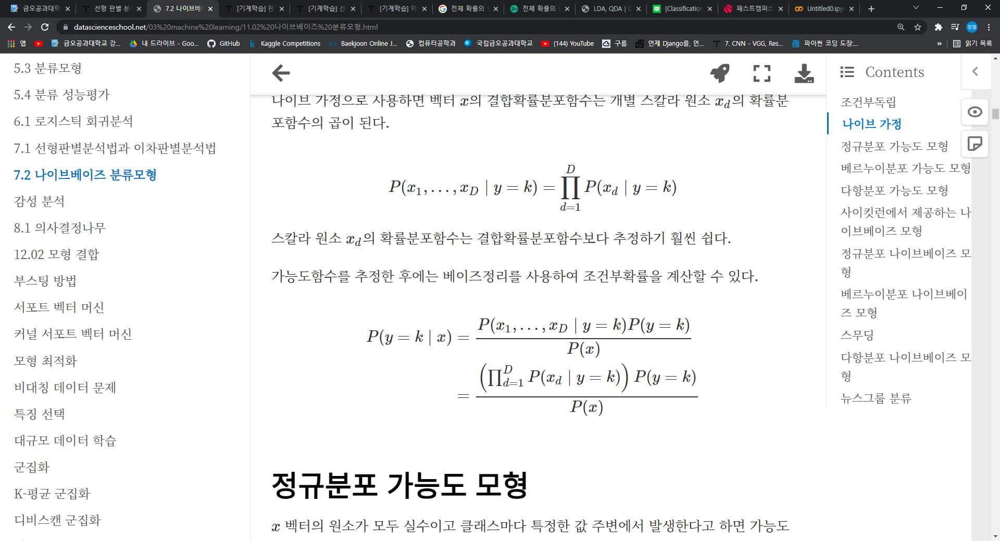 금오공과대학
선형 판별 분
7.2 나이브베이
[기계학습] 판
[기계학습] 선
[기계학습] 이
전체 확률의
전체 확률의
LDA, QDA | D
[Classification
패스트캠퍼스
Untitled0.ipy
datascienceschool.net/03%20machine%20learning/11.02%20나이브베이즈%20분류모형.html
정철
앱
금오공과대학교 강...
내 드라이브 - Goo...
GitHub
Kaggle Competitions
Baekjoon Online J...
컴퓨터공학과
국립금오공과대학교
(144) YouTube
구름
언제 Django를, 언...
7. CNN - VGG, Res...
파이썬 코딩 도장:...
»
읽기 목록
5.3 분류모형
5.4 분류 성능평가
6.1 로지스틱 회귀분석
7.1 선형판별분석법과 이차판별분석법
7.2 나이브베이즈 분류모형
감성 분석
8.1 의사결정나무
12.02 모형 결합
부스팅 방법
서포트 벡터 머신
커널 서포트 벡터 머신
모형 최적화
비대칭 데이터 문제
특징 선택
대규모 데이터 학습
군집화
K-평균 군집화
디비스캔 군집화
나이브 가정으로 사용하면 벡터 x의 결합확률분포함수는 개별 스칼라 원소 x_d의 확률분
포함수의 곱이 된다.
P(x_1, …, x_D | y = k) = ∏_{d=1}^{D} P(x_d | y = k)
스칼라 원소 x_d의 확률분포함수는 결합확률분포함수보다 추정하기 훨씬 쉽다.
가능도함수를 추정한 후에는 베이즈정리를 사용하여 조건부확률을 계산할 수 있다.
P(y = k | x) = P(x_1, …, x_D | y = k)P(y = k) / P(x)
= (∏_{d=1}^{D} P(x_d | y = k)) P(y = k) / P(x)
정규분포 가능도 모형
x 벡터의 원소가 모두 실수이고 클래스마다 특정한 값 주변에서 발생한다고 하면 가능도
Contents
조건부독립
나이브 가정
정규분포 가능도 모형
베르누이분포 가능도 모형
다항분포 가능도 모형
사이킷런에서 제공하는 나
이브베이즈 모형
정규분포 나이브베이즈 모
형
베르누이분포 나이브베이
즈 모형
스무딩
다항분포 나이브베이즈 모
형
뉴스그룹 분류